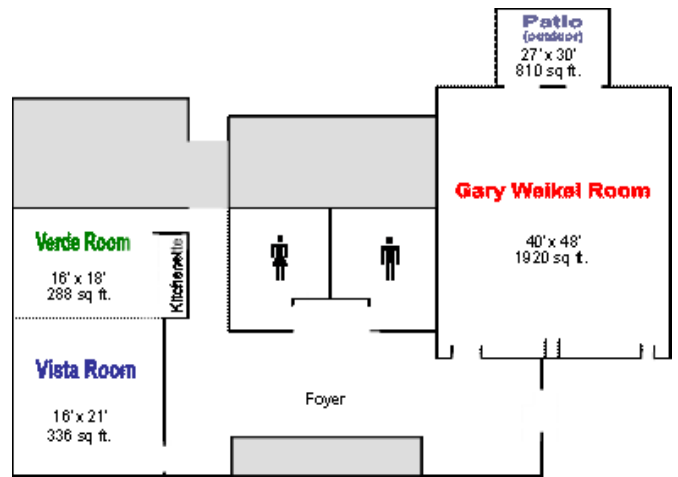 Patio
(outdoor)
27' x 30'
810 sq ft.
Gary Weikel Room
40' x 48'
1920 sq ft.
Verde Room
16' x 18'
288 sq ft.
Kitchenette
Vista Room
16' x 21'
336 sq ft.
Foyer